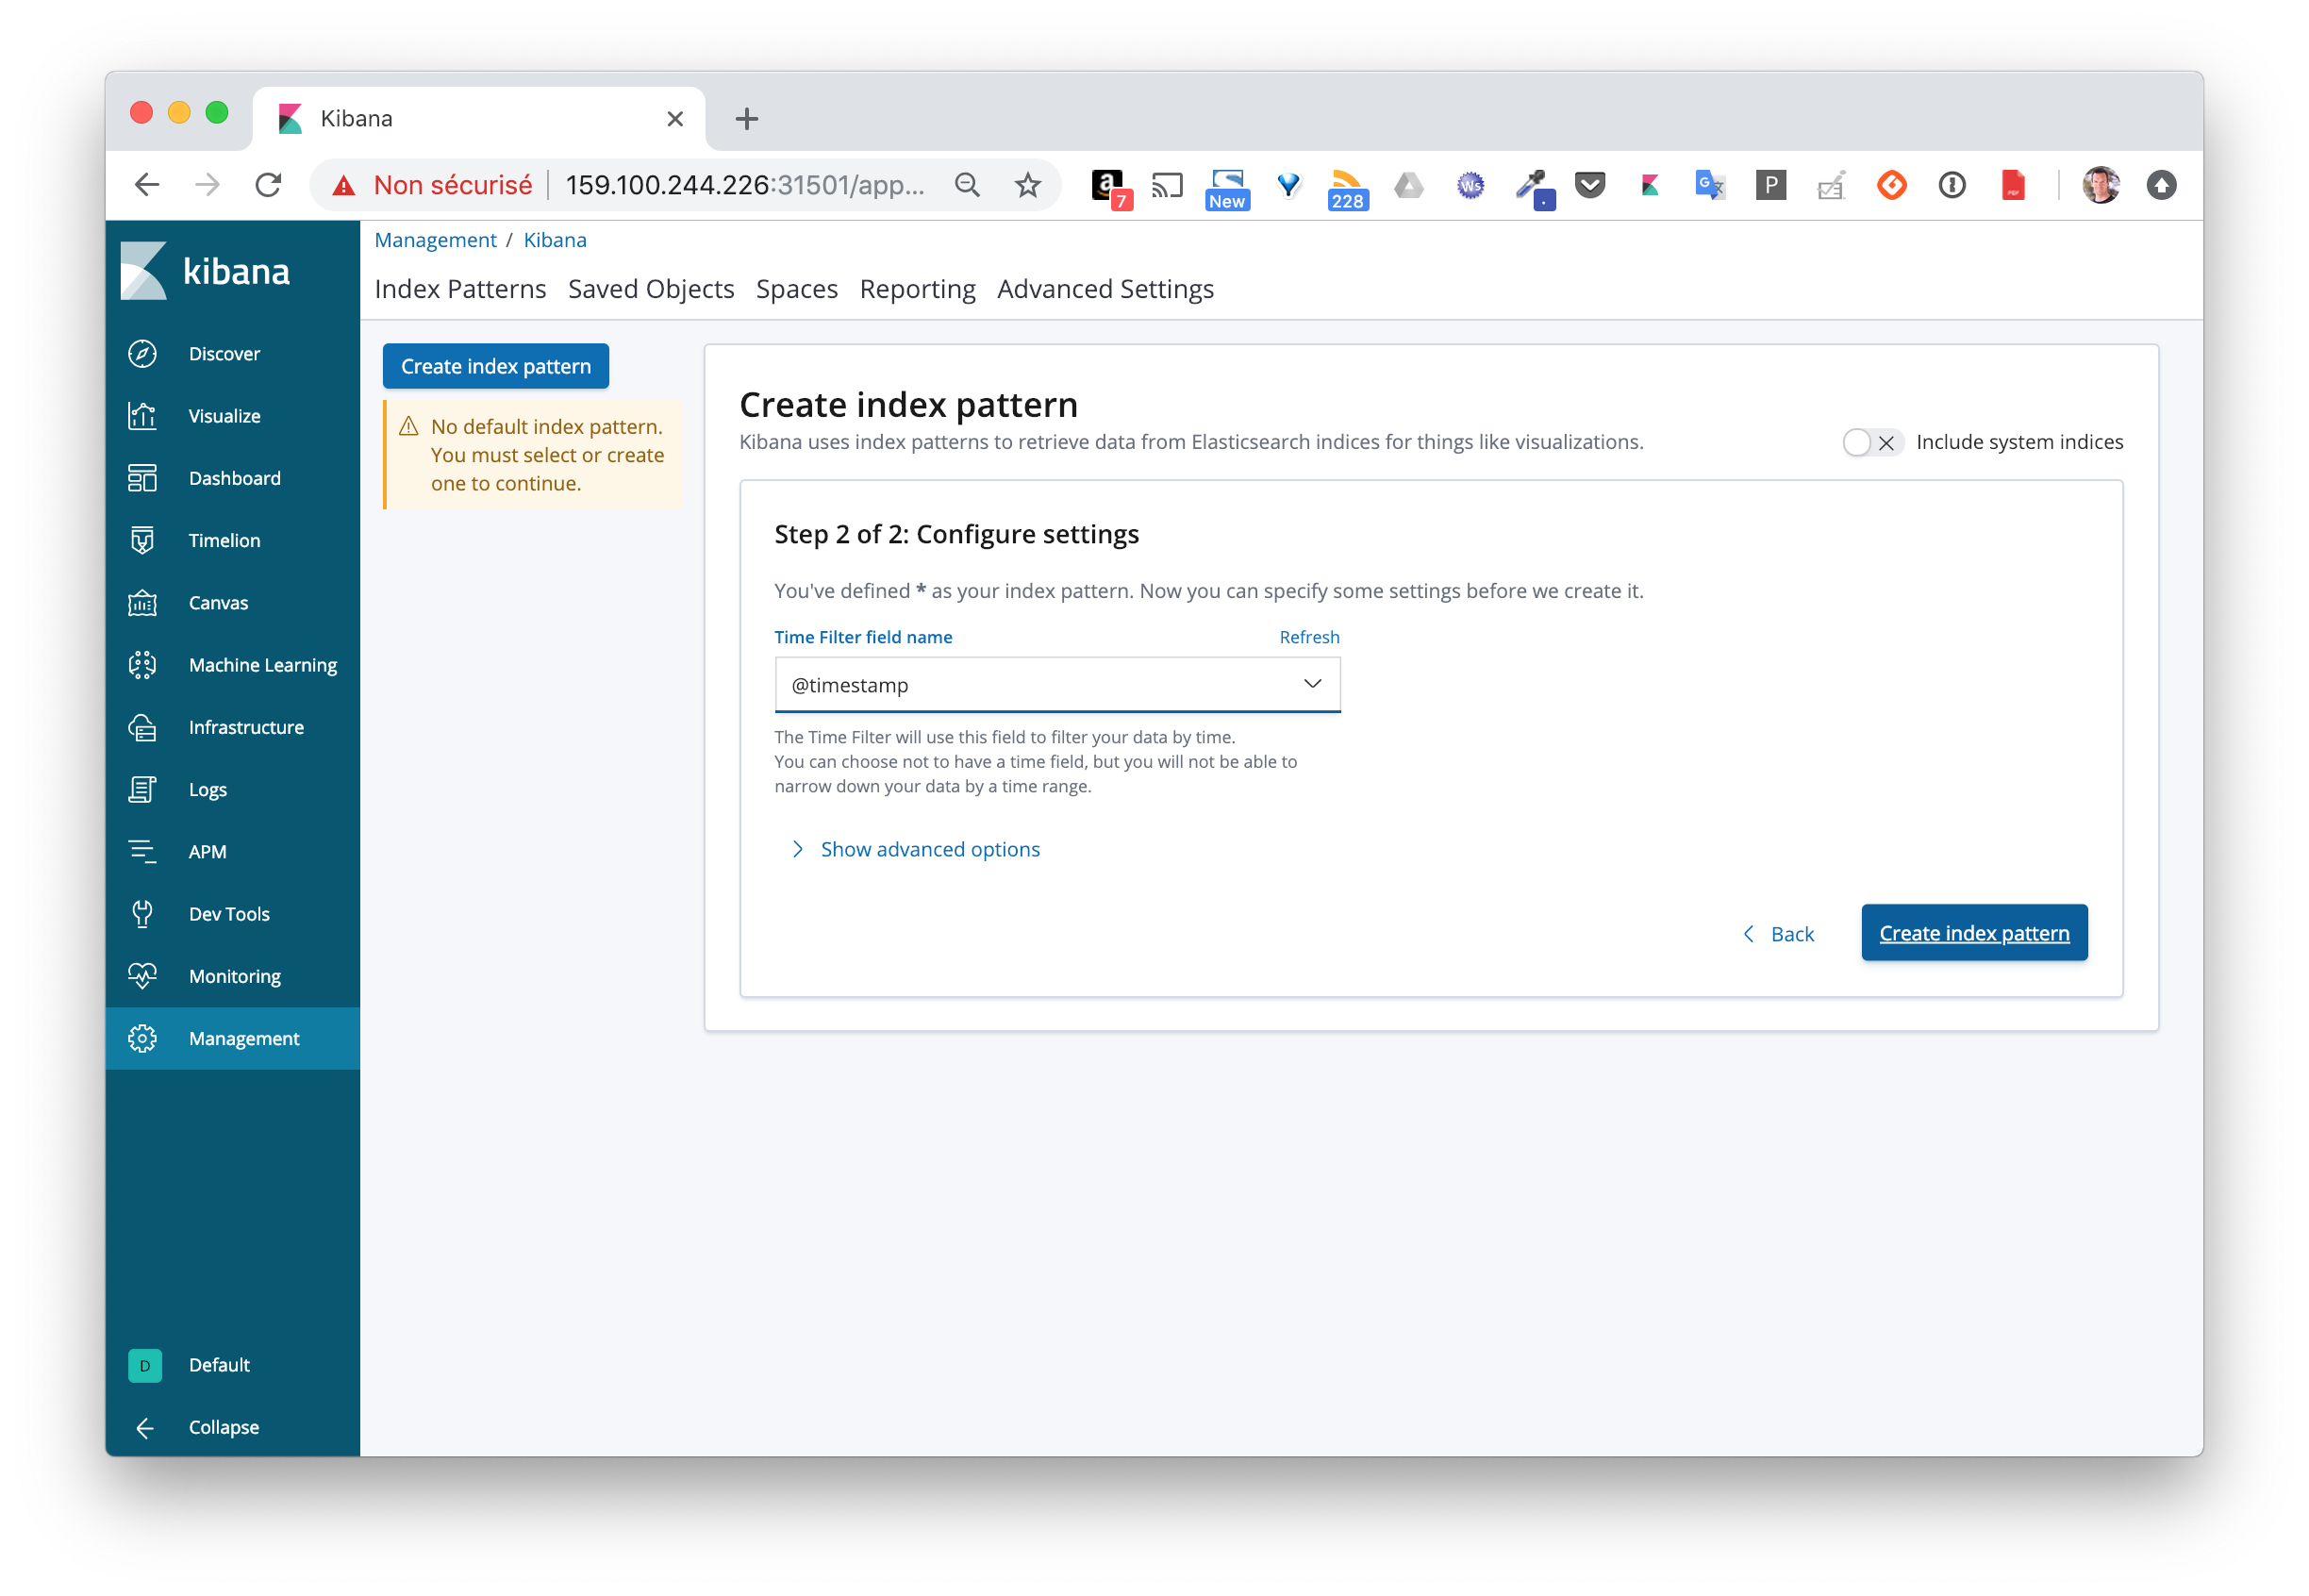 Kibana
Non sécurisé 159.100.244.226:31501/app...
a 7 New 228 Ws . G P PDF
Management / Kibana
kibana
Index Patterns Saved Objects Spaces Reporting Advanced Settings
Discover
Visualize
Dashboard
Timelion
Canvas
Machine Learning
Infrastructure
Logs
APM
Dev Tools
Monitoring
Management
D Default
Collapse
Create index pattern
No default index pattern.
You must select or create
one to continue.
Create index pattern
Kibana uses index patterns to retrieve data from Elasticsearch indices for things like visualizations.
Include system indices
Step 2 of 2: Configure settings
You've defined * as your index pattern. Now you can specify some settings before we create it.
Time Filter field name Refresh
@timestamp
The Time Filter will use this field to filter your data by time.
You can choose not to have a time field, but you will not be able to
narrow down your data by a time range.
Show advanced options
Back Create index pattern